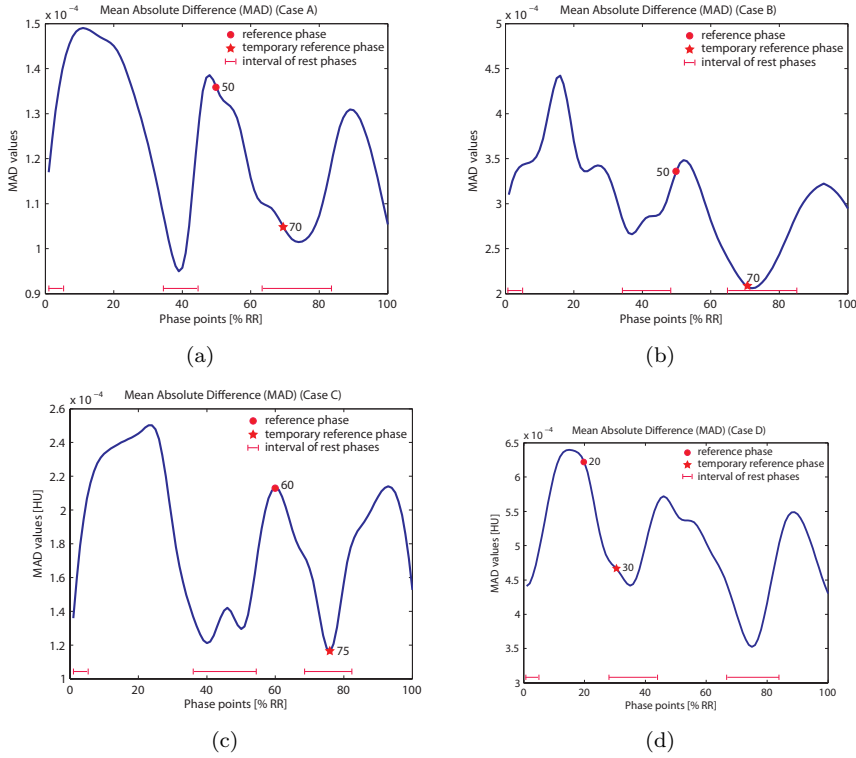 Mean Absolute Difference (MAD) (Case A)
x 10⁻⁴
1.5
1.4
1.3
1.2
1.1
1
0.9
MAD values
reference phase
temporary reference phase
interval of rest phases
50
70
0 20 40 60 80 100
Phase points [% RR]
(a)
Mean Absolute Difference (MAD) (Case B)
x 10⁻⁴
5
4.5
4
3.5
3
2.5
2
MAD values
reference phase
temporary reference phase
interval of rest phases
50
70
0 20 40 60 80 100
Phase points [% RR]
(b)
Mean Absolute Difference (MAD) (Case C)
x 10⁻⁴
2.6
2.4
2.2
2
1.8
1.6
1.4
1.2
1
MAD values [HU]
reference phase
temporary reference phase
interval of rest phases
60
75
0 20 40 60 80 100
Phase points [% RR]
(c)
Mean Absolute Difference (MAD) (Case D)
x 10⁻⁴
6.5
6
5.5
5
4.5
4
3.5
3
MAD values [HU]
reference phase
temporary reference phase
interval of rest phases
20
30
0 20 40 60 80 100
Phase points [% RR]
(d)